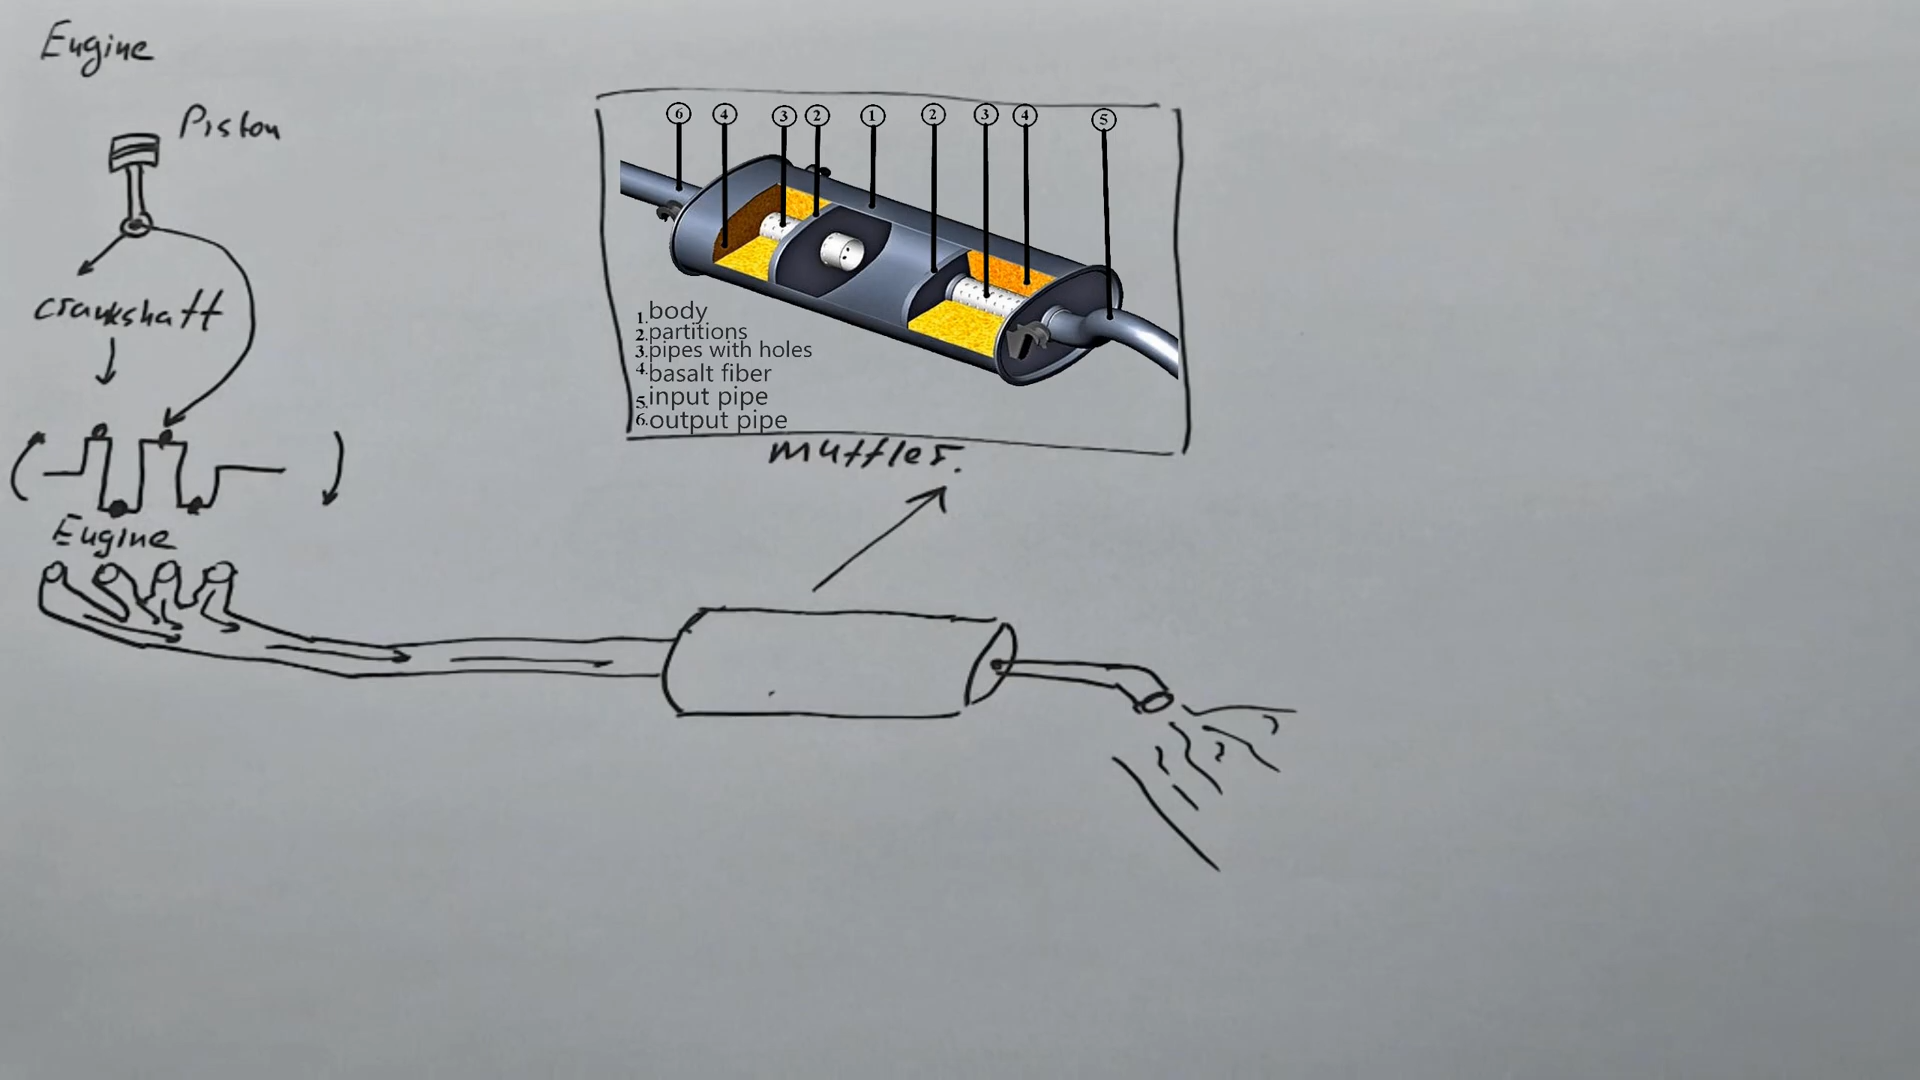 Engine
Piston
crankshaft
Engine
6 4 3 2 1 2 3 4 5
1. body
2. partitions
3. pipes with holes
4. basalt fiber
5. input pipe
6. output pipe
muffler.